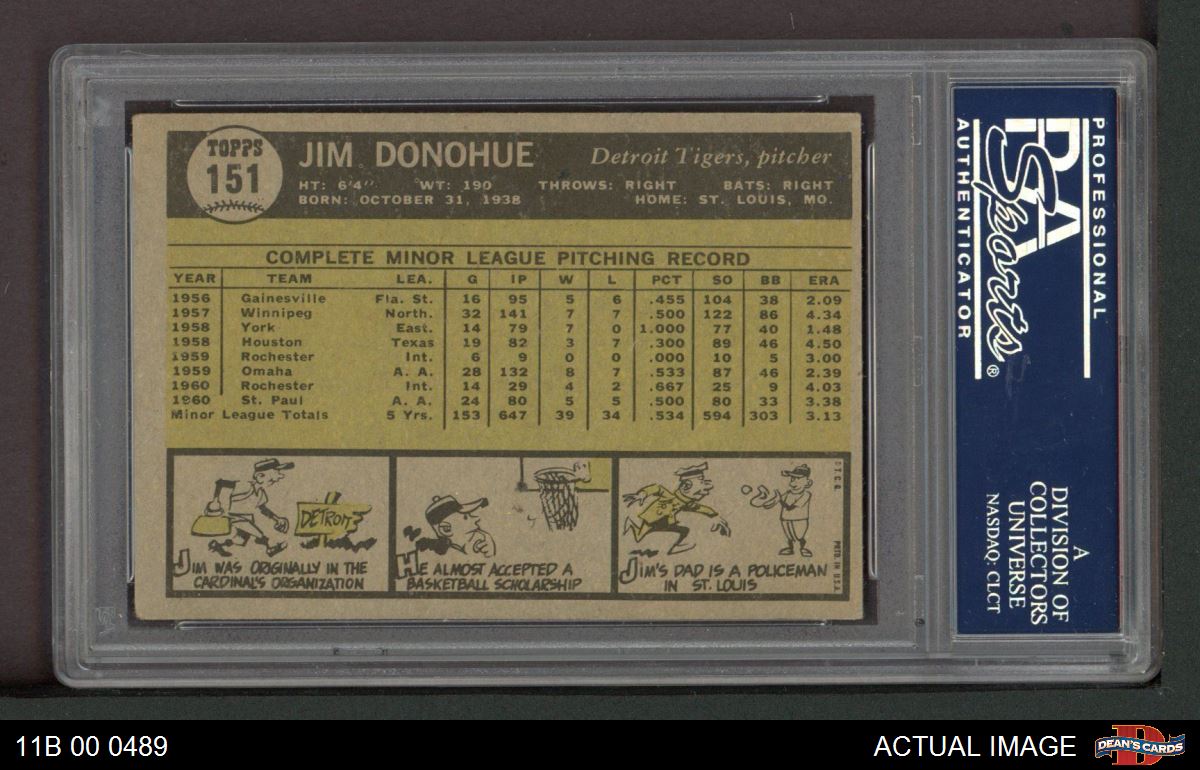 TOPPS
151
JIM DONOHUE
Detroit Tigers, pitcher
HT: 6'4" WT: 190 THROWS: RIGHT BATS: RIGHT
BORN: OCTOBER 31, 1938 HOME: ST. LOUIS, MO.
COMPLETE MINOR LEAGUE PITCHING RECORD
YEAR TEAM LEA. G IP W L PCT SO BB ERA
1956 Gainesville Fla. St. 16 95 5 6 .455 104 38 2.09
1957 Winnipeg North. 32 141 7 7 .500 122 86 4.34
1958 York East. 14 79 7 0 1.000 77 40 1.48
1958 Houston Texas 19 82 3 7 .300 89 46 4.50
1959 Rochester Int. 6 9 0 0 .000 10 5 3.00
1959 Omaha A. A. 28 132 8 7 .533 87 46 2.39
1960 Rochester Int. 14 29 4 2 .667 25 9 4.03
1960 St. Paul A. A. 24 80 5 5 .500 80 33 3.38
Minor League Totals 5 Yrs. 153 647 39 34 .534 594 303 3.13
DETROIT
JIM WAS ORIGINALLY IN THE
CARDINAL'S ORGANIZATION
HE ALMOST ACCEPTED A
BASKETBALL SCHOLARSHIP
JIM'S DAD IS A POLICEMAN
IN ST. LOUIS
© T.C.G.
PRTD. IN U.S.A.
PROFESSIONAL
PSA
Sports®
AUTHENTICATOR
A
DIVISION OF
COLLECTORS
UNIVERSE
NASDAQ: CLCT
11B 00 0489
ACTUAL IMAGE
D
DEAN'S CARDS